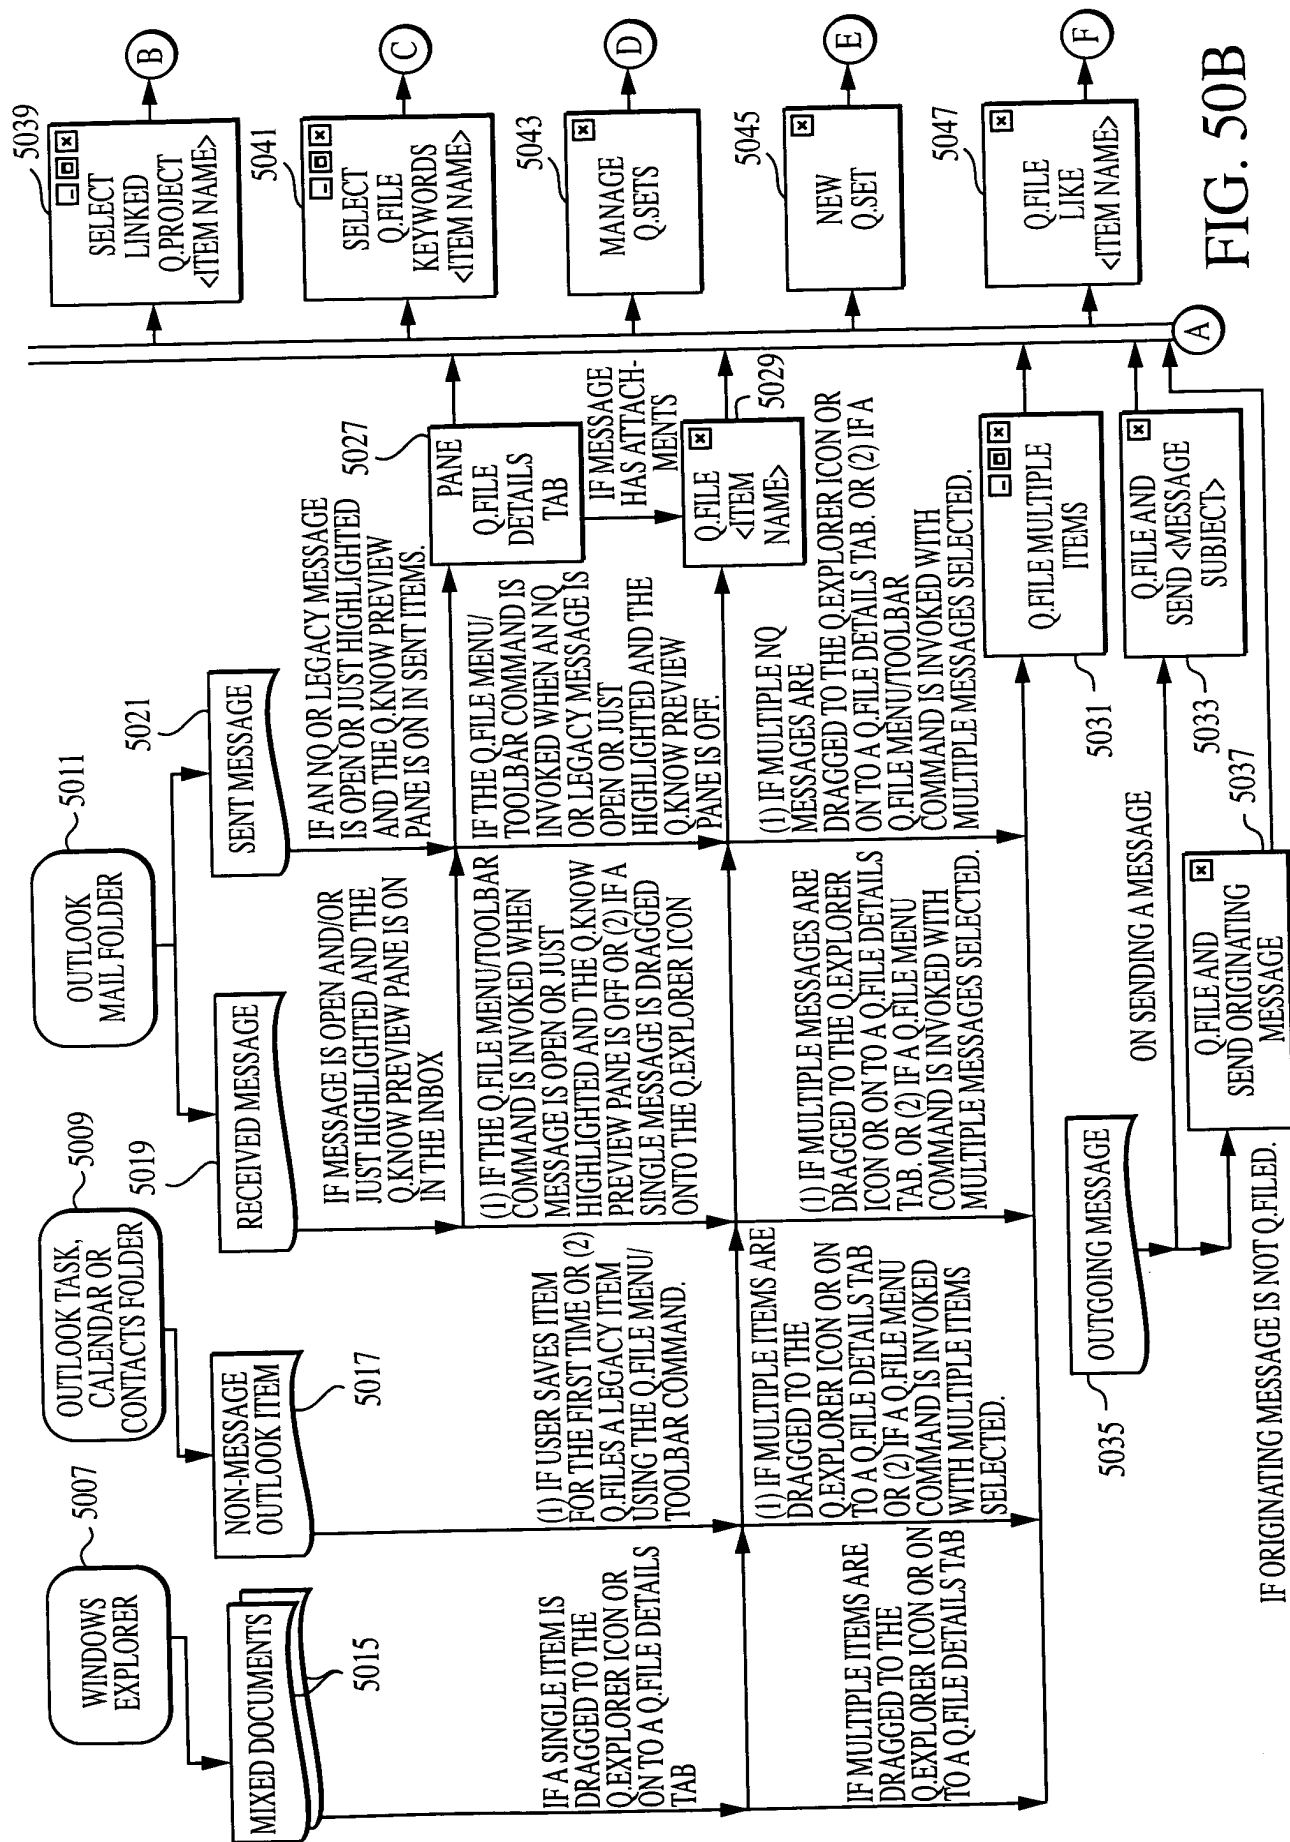 5007
WINDOWS
EXPLORER
5009
OUTLOOK TASK,
CALENDAR OR
CONTACTS FOLDER
5011
OUTLOOK
MAIL FOLDER
MIXED DOCUMENTS
5015
NON-MESSAGE
OUTLOOK ITEM
5017
5019
RECEIVED MESSAGE
5021
SENT MESSAGE
IF MESSAGE IS OPEN AND/OR
JUST HIGHLIGHTED AND THE
Q.KNOW PREVIEW PANE IS ON
IN THE INBOX
IF AN NQ OR LEGACY MESSAGE
IS OPEN OR JUST HIGHLIGHTED
AND THE Q.KNOW PREVIEW
PANE IS ON IN SENT ITEMS.
5027
PANE
Q.FILE
DETAILS
TAB
IF A SINGLE ITEM IS
DRAGGED TO THE
Q.EXPLORER ICON OR
ON TO A Q.FILE DETAILS
TAB
(1) IF USER SAVES ITEM
FOR THE FIRST TIME OR (2)
Q.FILES A LEGACY ITEM
USING THE Q.FILE MENU/
TOOLBAR COMMAND.
(1) IF THE Q.FILE MENU/TOOLBAR
COMMAND IS INVOKED WHEN
MESSAGE IS OPEN OR JUST
HIGHLIGHTED AND THE Q.KNOW
PREVIEW PANE IS OFF OR (2) IF A
SINGLE MESSAGE IS DRAGGED
ONTO THE Q.EXPLORER ICON
IF THE Q.FILE MENU/
TOOLBAR COMMAND IS
INVOKED WHEN AN NQ
OR LEGACY MESSAGE IS
OPEN OR JUST
HIGHLIGHTED AND THE
Q.KNOW PREVIEW
PANE IS OFF.
IF MESSAGE
HAS ATTACH-
MENTS
Q.FILE
<ITEM
NAME>
5029
IF MULTIPLE ITEMS ARE
DRAGGED TO THE
Q.EXPLORER ICON OR ON
TO A Q.FILE DETAILS TAB
(1) IF MULTIPLE ITEMS ARE
DRAGGED TO THE
Q.EXPLORER ICON OR ON
TO A Q.FILE DETAILS TAB
OR (2) IF A Q.FILE MENU
COMMAND IS INVOKED
WITH MULTIPLE ITEMS
SELECTED.
(1) IF MULTIPLE MESSAGES ARE
DRAGGED TO THE Q.EXPLORER
ICON OR ON TO A Q.FILE DETAILS
TAB. OR (2) IF A Q.FILE MENU
COMMAND IS INVOKED WITH
MULTIPLE MESSAGES SELECTED.
(1) IF MULTIPLE NQ
MESSAGES ARE
DRAGGED TO THE Q.EXPLORER ICON OR
ON TO A Q.FILE DETAILS TAB. OR (2) IF A
Q.FILE MENU/TOOLBAR
COMMAND IS INVOKED WITH
MULTIPLE MESSAGES SELECTED.
Q.FILE MULTIPLE
ITEMS
5031
5035
OUTGOING MESSAGE
ON SENDING A MESSAGE
Q.FILE AND
SEND <MESSAGE
SUBJECT>
5033
IF ORIGINATING MESSAGE IS NOT Q.FILED.
Q.FILE AND
SEND ORIGINATING
MESSAGE
5037
A
5039
SELECT
LINKED
Q.PROJECT
<ITEM NAME>
B
5041
SELECT
Q.FILE
KEYWORDS
<ITEM NAME>
C
5043
MANAGE
Q.SETS
D
5045
NEW
Q.SET
E
5047
Q.FILE
LIKE
<ITEM NAME>
F
FIG. 50B